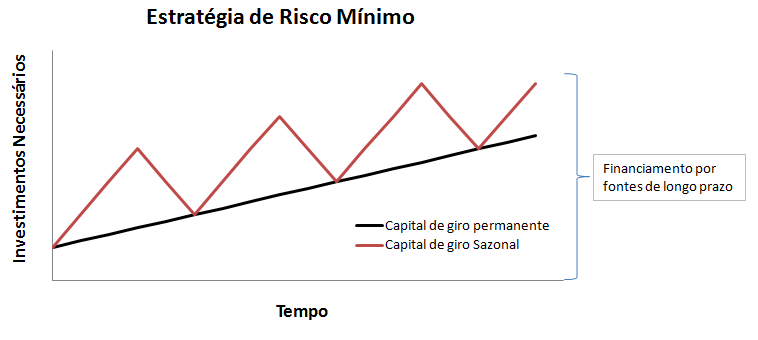 Estratégia de Risco Mínimo
Investimentos Necessários
Financiamento por
fontes de longo prazo
Capital de giro permanente
Capital de giro Sazonal
Tempo